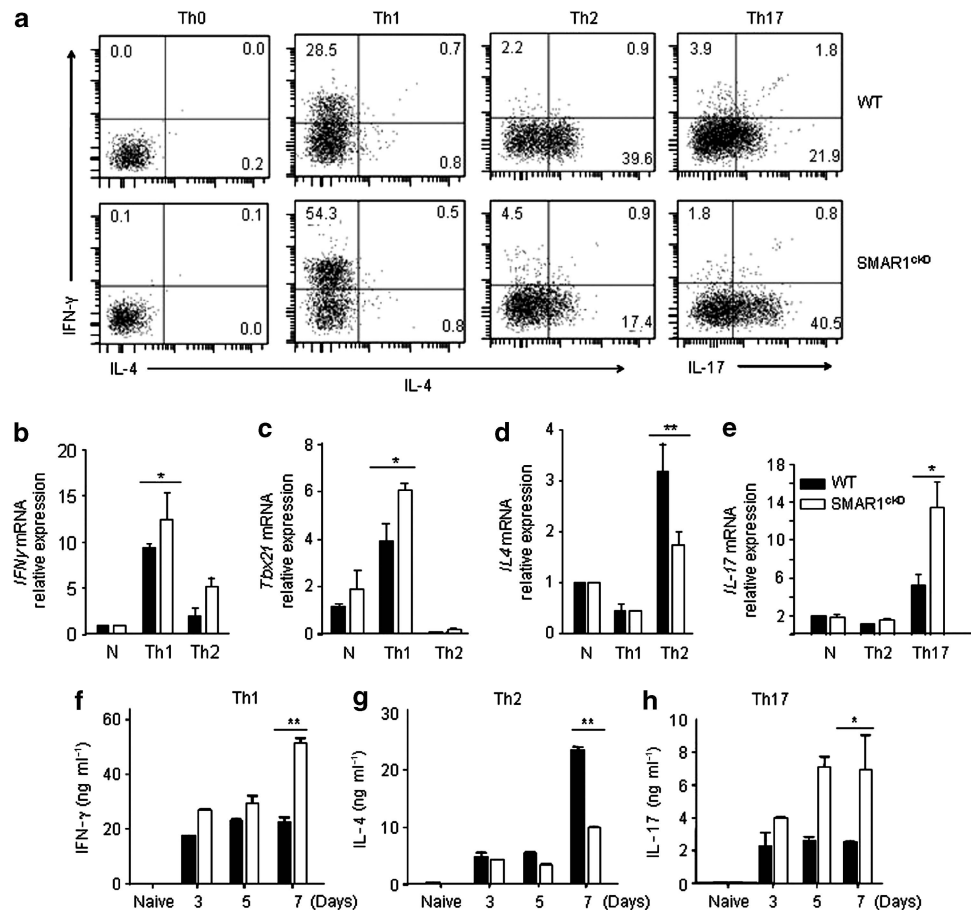 a
Th0 Th1 Th2 Th17
0.0 0.0 28.5 0.7 2.2 0.9 3.9 1.8
WT
0.2 0.8 39.6 21.9
0.1 0.1 54.3 0.5 4.5 0.9 1.8 0.8
SMAR1cKD
0.0 0.8 17.4 40.5
IFN-γ
IL-4 IL-4 IL-17
b
IFNγ mRNA
relative expression
20
15
10
5
0
*
N Th1 Th2
c
Tbx21 mRNA
relative expression
8
6
4
2
0
*
N Th1 Th2
d
IL4 mRNA
relative expression
4
3
2
1
0
**
N Th1 Th2
e
IL-17 mRNA
relative expression
18
14
10
6
2
*
WT
SMAR1cKD
N Th2 Th17
f
Th1
IFN-γ (ng ml⁻¹)
60
40
20
0
**
Naive 3 5 7 (Days)
g
Th2
IL-4 (ng ml⁻¹)
30
20
10
0
**
Naive 3 5 7 (Days)
h
Th17
IL-17 (ng ml⁻¹)
10
8
6
4
2
0
*
Naive 3 5 7 (Days)